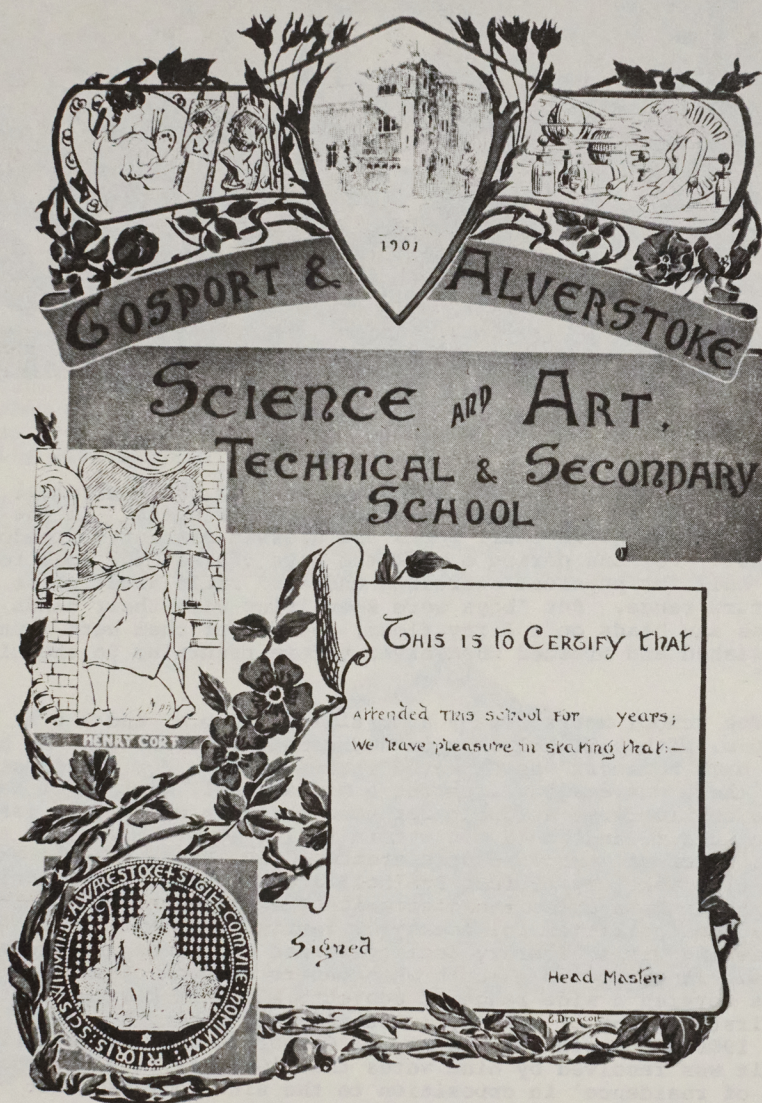 1901
GOSPORT & ALVERSTOKE
SCIENCE AND ART,
TECHNICAL & SECONDARY
SCHOOL
THIS IS TO CERTIFY that
Attended THIS school FOR years;
We have pleasure in stating that:—
HENRY CORT
Signed
Head Master